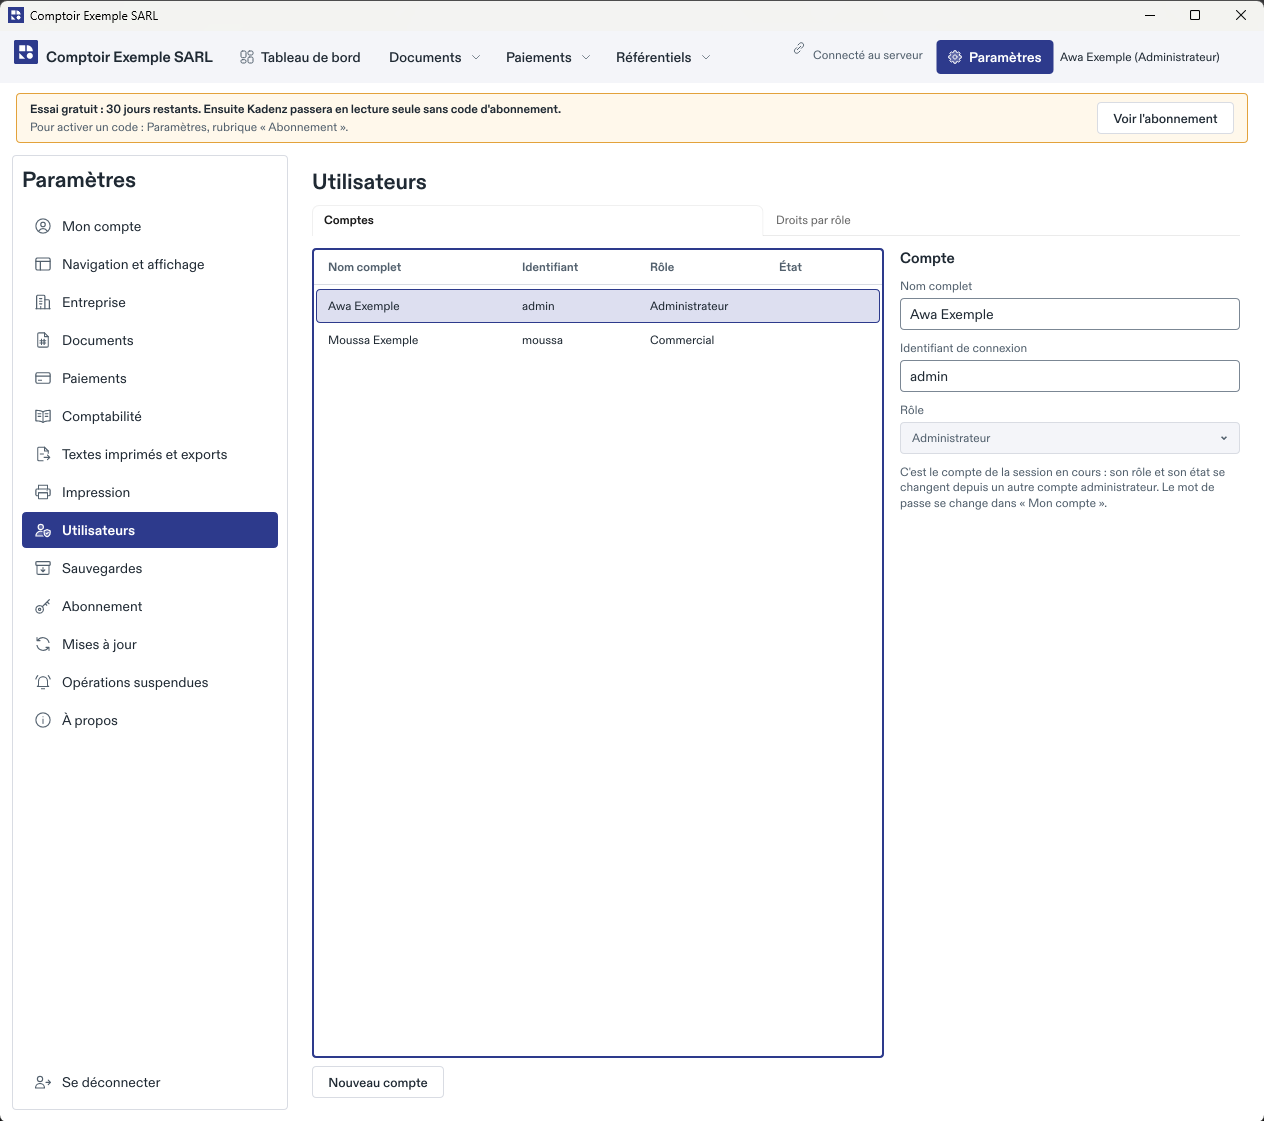 Comptoir Exemple SARL
Comptoir Exemple SARL
Tableau de bord
Documents
Paiements
Référentiels
Connecté au serveur
Paramètres
Awa Exemple (Administrateur)
Essai gratuit : 30 jours restants. Ensuite Kadenz passera en lecture seule sans code d'abonnement.
Pour activer un code : Paramètres, rubrique « Abonnement ».
Voir l'abonnement
Paramètres
Mon compte
Navigation et affichage
Entreprise
Documents
Paiements
Comptabilité
Textes imprimés et exports
Impression
Utilisateurs
Sauvegardes
Abonnement
Mises à jour
Opérations suspendues
À propos
Se déconnecter
Utilisateurs
Comptes
Droits par rôle
Nom complet Identifiant Rôle État
Awa Exemple admin Administrateur
Moussa Exemple moussa Commercial
Nouveau compte
Compte
Nom complet
Awa Exemple
Identifiant de connexion
admin
Rôle
Administrateur
C'est le compte de la session en cours : son rôle et son état se
changent depuis un autre compte administrateur. Le mot de
passe se change dans « Mon compte ».